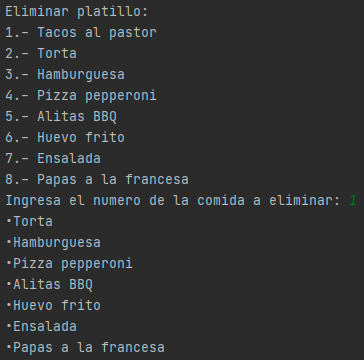 Eliminar platillo:
1.- Tacos al pastor
2.- Torta
3.- Hamburguesa
4.- Pizza pepperoni
5.- Alitas BBQ
6.- Huevo frito
7.- Ensalada
8.- Papas a la francesa
Ingresa el numero de la comida a eliminar: 1
•Torta
•Hamburguesa
•Pizza pepperoni
•Alitas BBQ
•Huevo frito
•Ensalada
•Papas a la francesa